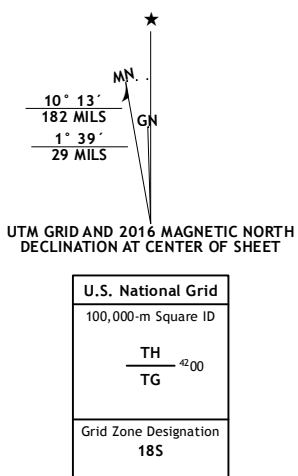 ★
MN
10° 13´
182 MILS
GN
1° 39´
29 MILS
UTM GRID AND 2016 MAGNETIC NORTH
DECLINATION AT CENTER OF SHEET
U.S. National Grid
100,000-m Square ID
TH
4200
TG
Grid Zone Designation
18S